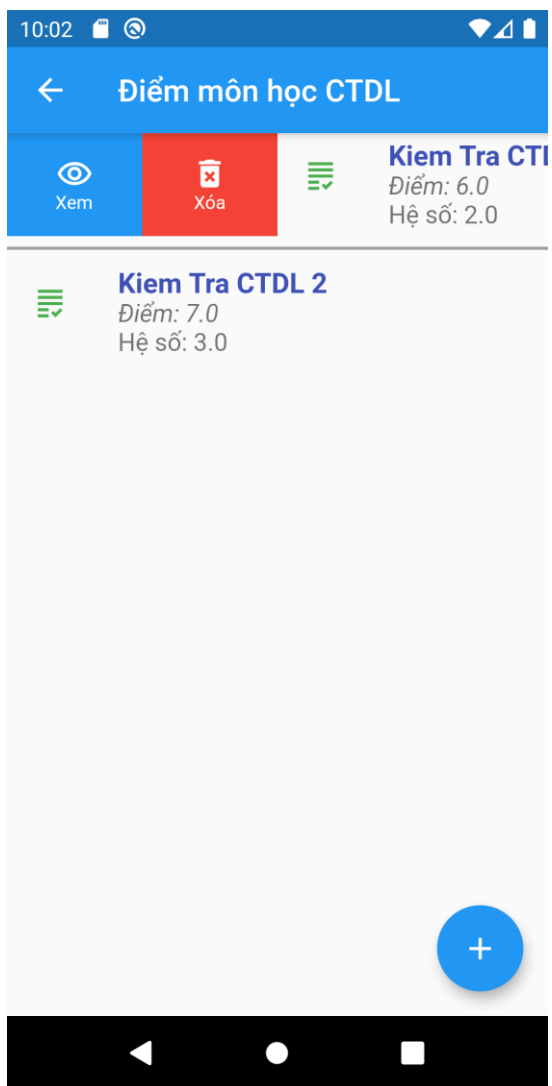 10:02
Điểm môn học CTDL
Xem
Xóa
Kiem Tra CTD
Điểm: 6.0
Hệ số: 2.0
Kiem Tra CTDL 2
Điểm: 7.0
Hệ số: 3.0
+